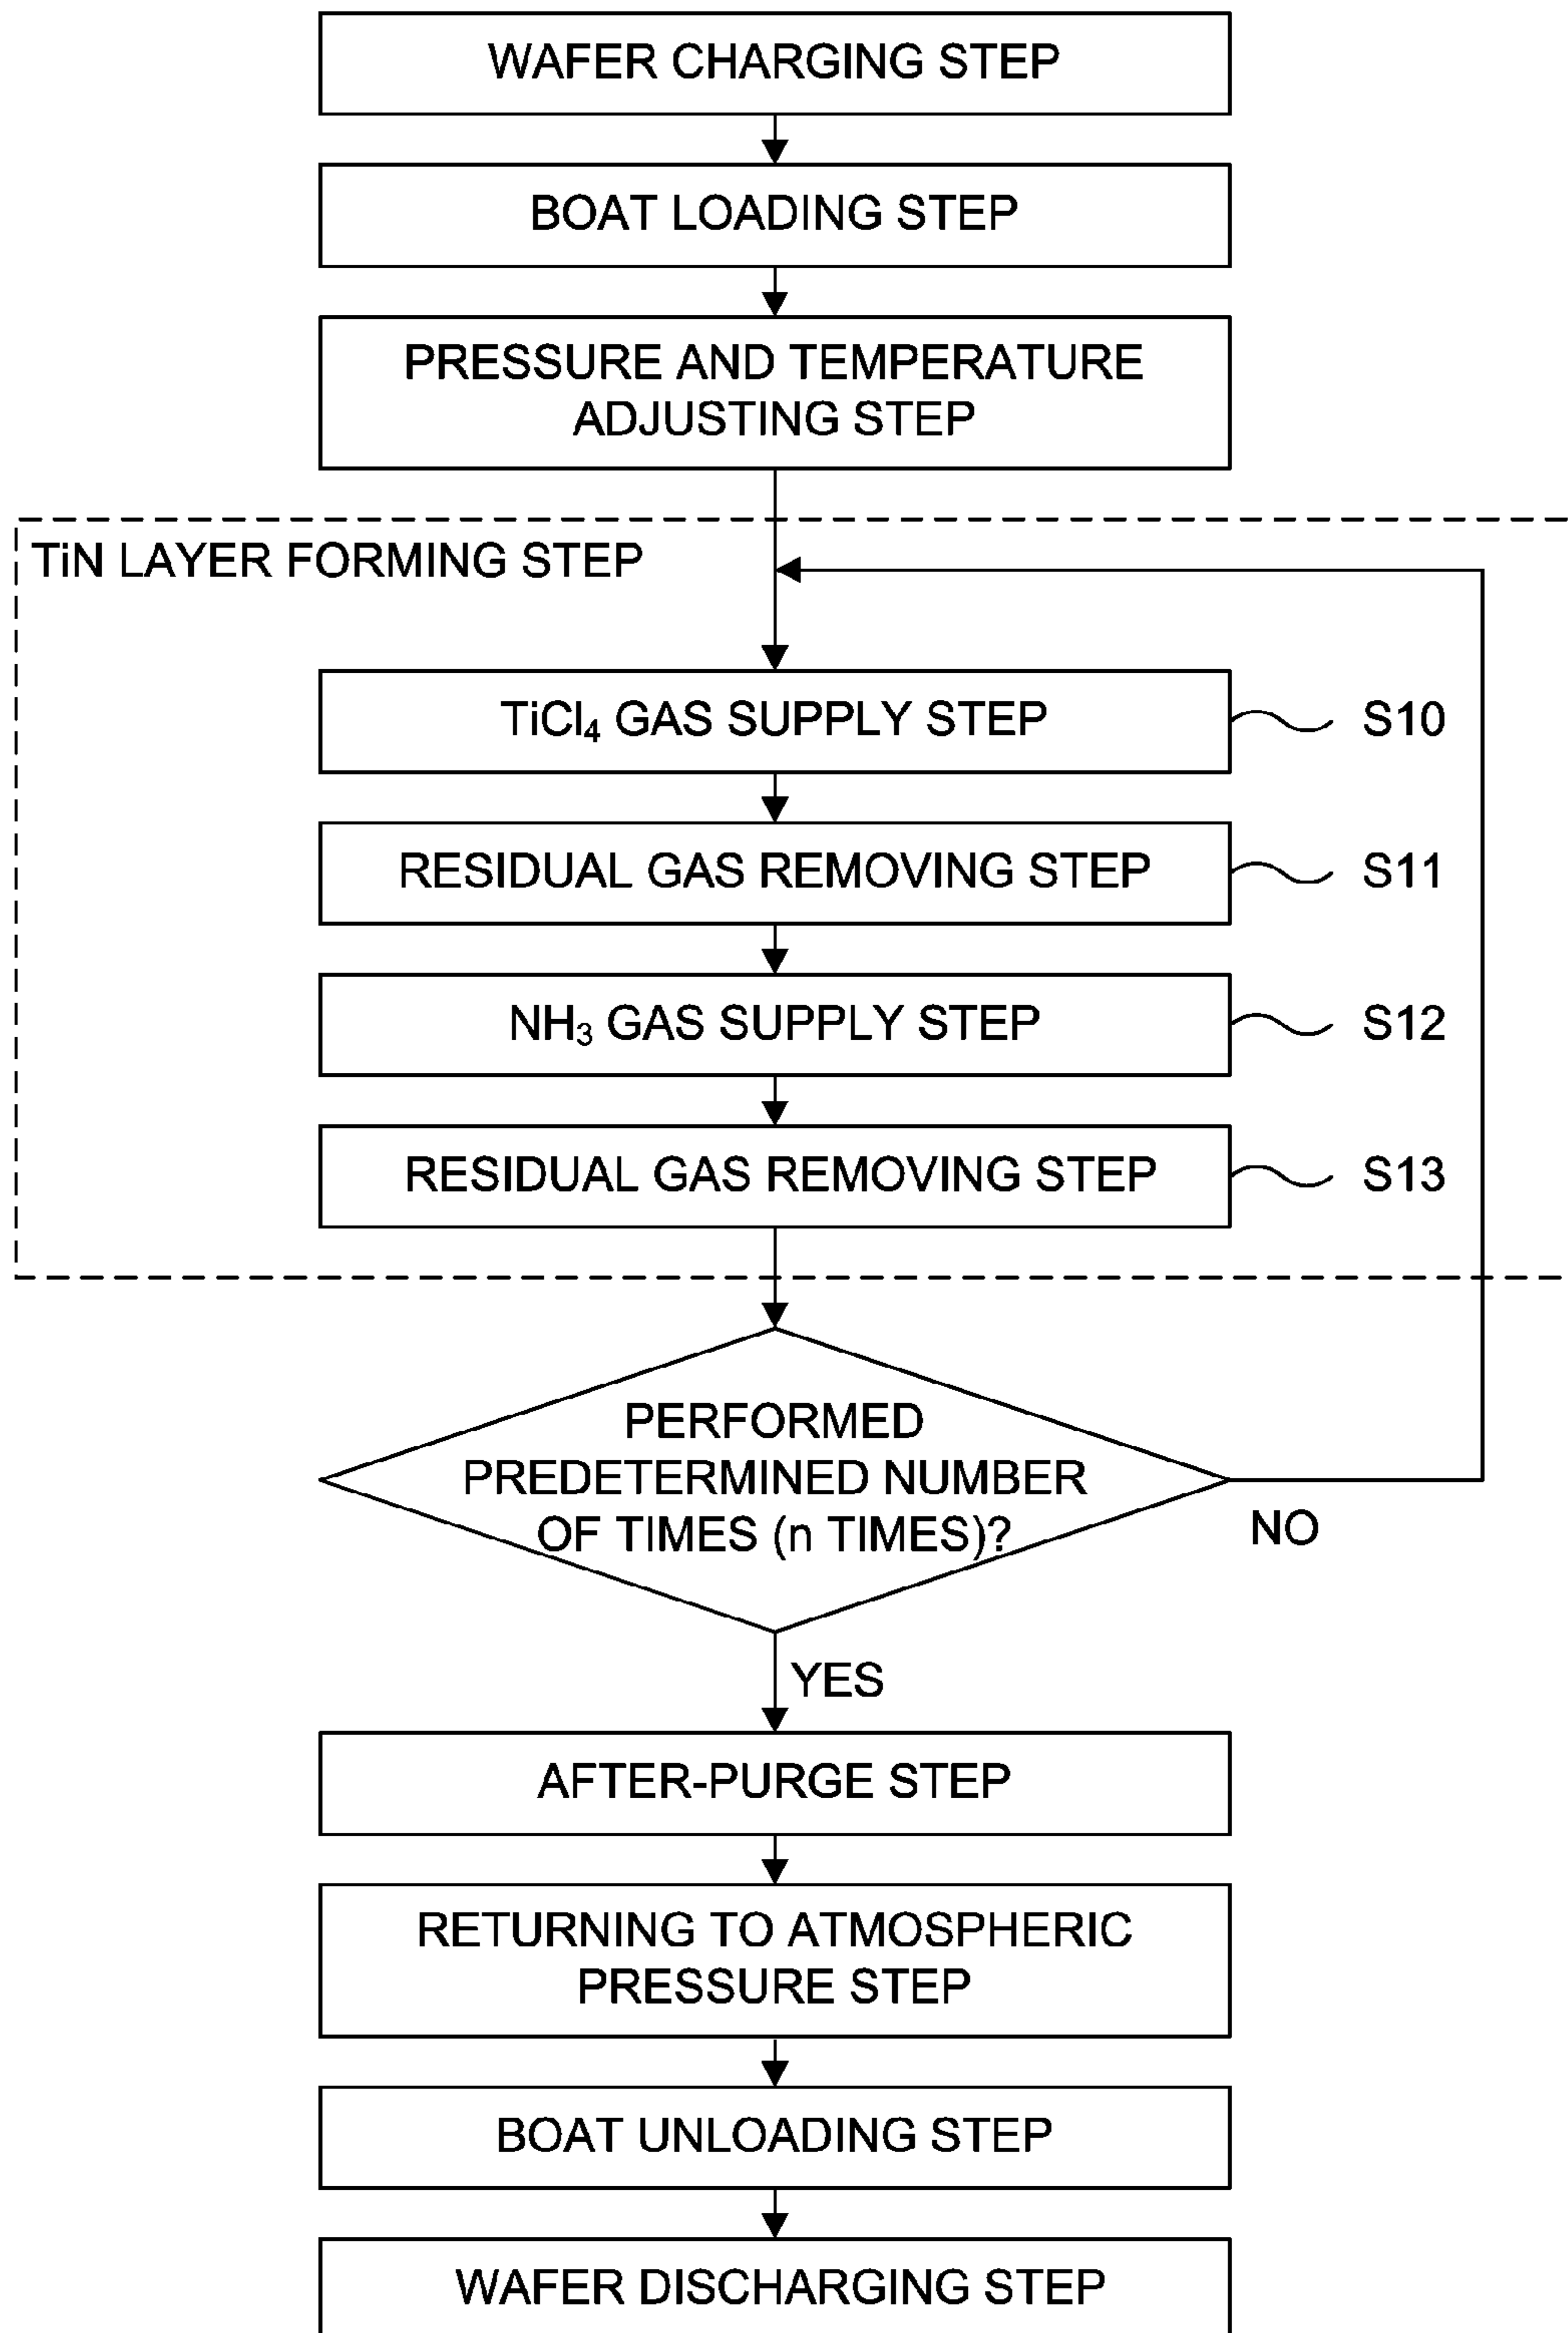 WAFER CHARGING STEP
BOAT LOADING STEP
PRESSURE AND TEMPERATURE
ADJUSTING STEP
TiN LAYER FORMING STEP
TiCl₄ GAS SUPPLY STEP
S10
RESIDUAL GAS REMOVING STEP
S11
NH₃ GAS SUPPLY STEP
S12
RESIDUAL GAS REMOVING STEP
S13
PERFORMED
PREDETERMINED NUMBER
OF TIMES (n TIMES)?
NO
YES
AFTER-PURGE STEP
RETURNING TO ATMOSPHERIC
PRESSURE STEP
BOAT UNLOADING STEP
WAFER DISCHARGING STEP